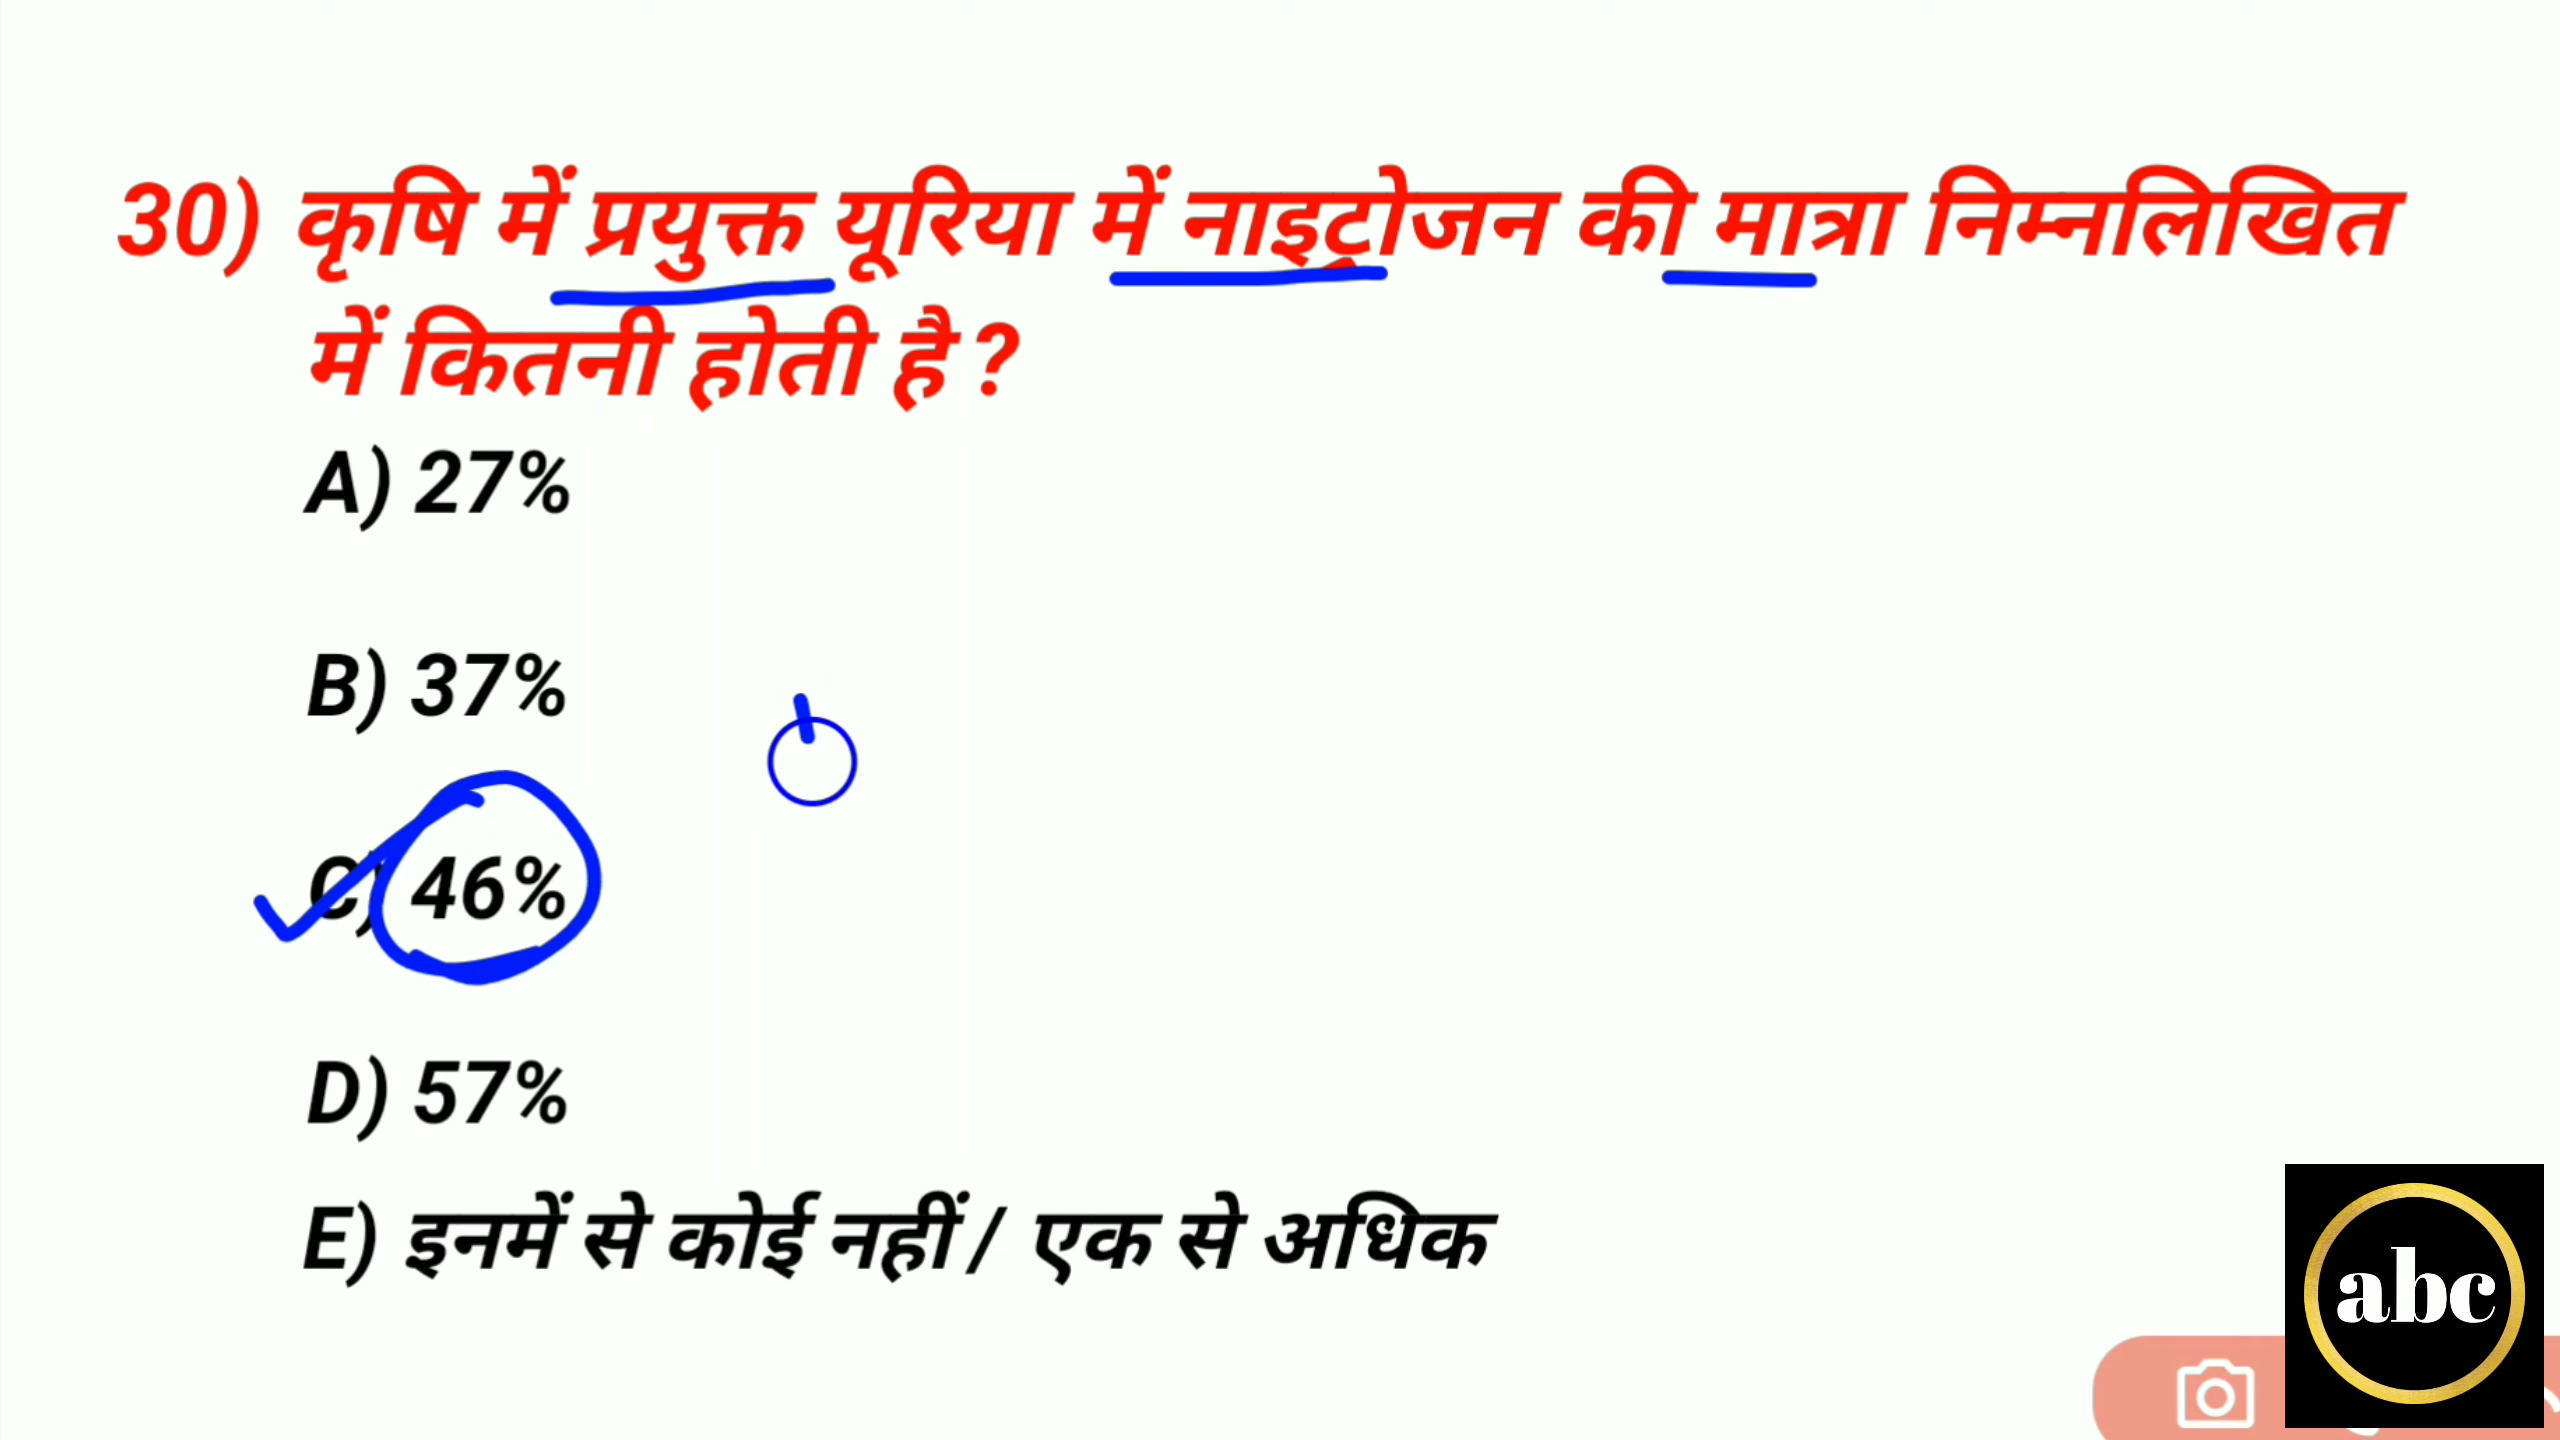 30) कृषि में प्रयुक्त यूरिया में नाइट्रोजन की मात्रा निम्नलिखित
में कितनी होती है ?
A) 27%
B) 37%
C) 46%
D) 57%
E) इनमें से कोई नहीं / एक से अधिक
abc